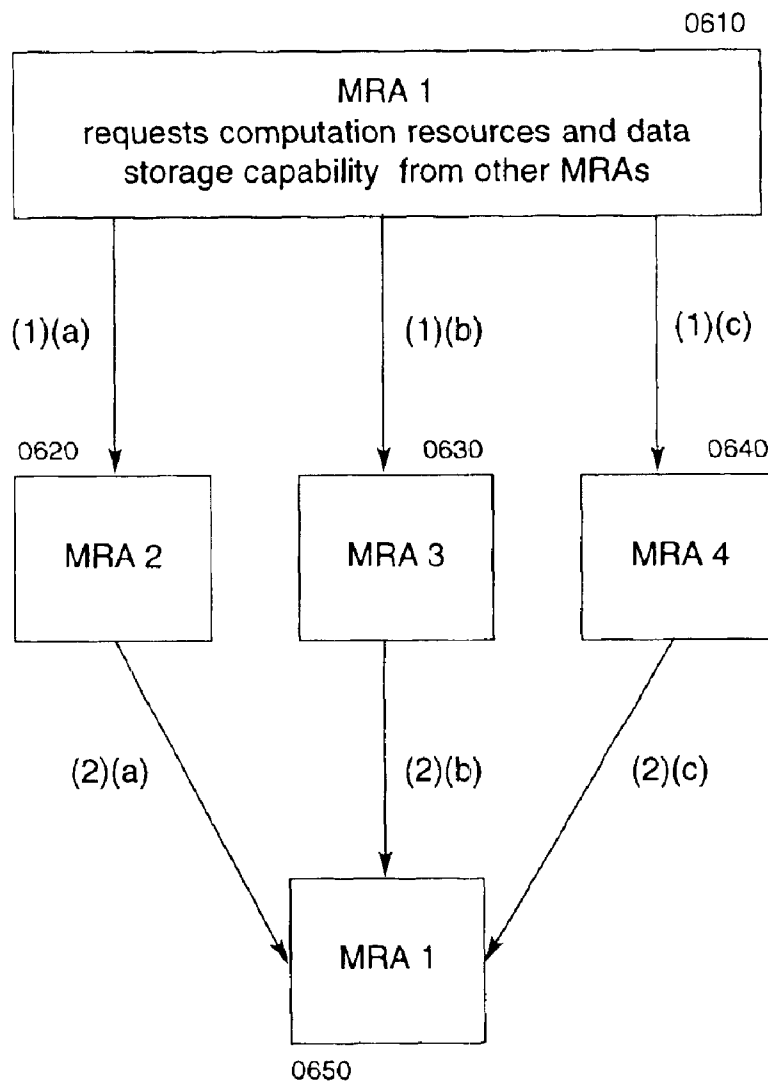 0610
MRA 1
requests computation resources and data
storage capability from other MRAs
(1)(a)
(1)(b)
(1)(c)
0620
0630
0640
MRA 2
MRA 3
MRA 4
(2)(a)
(2)(b)
(2)(c)
MRA 1
0650